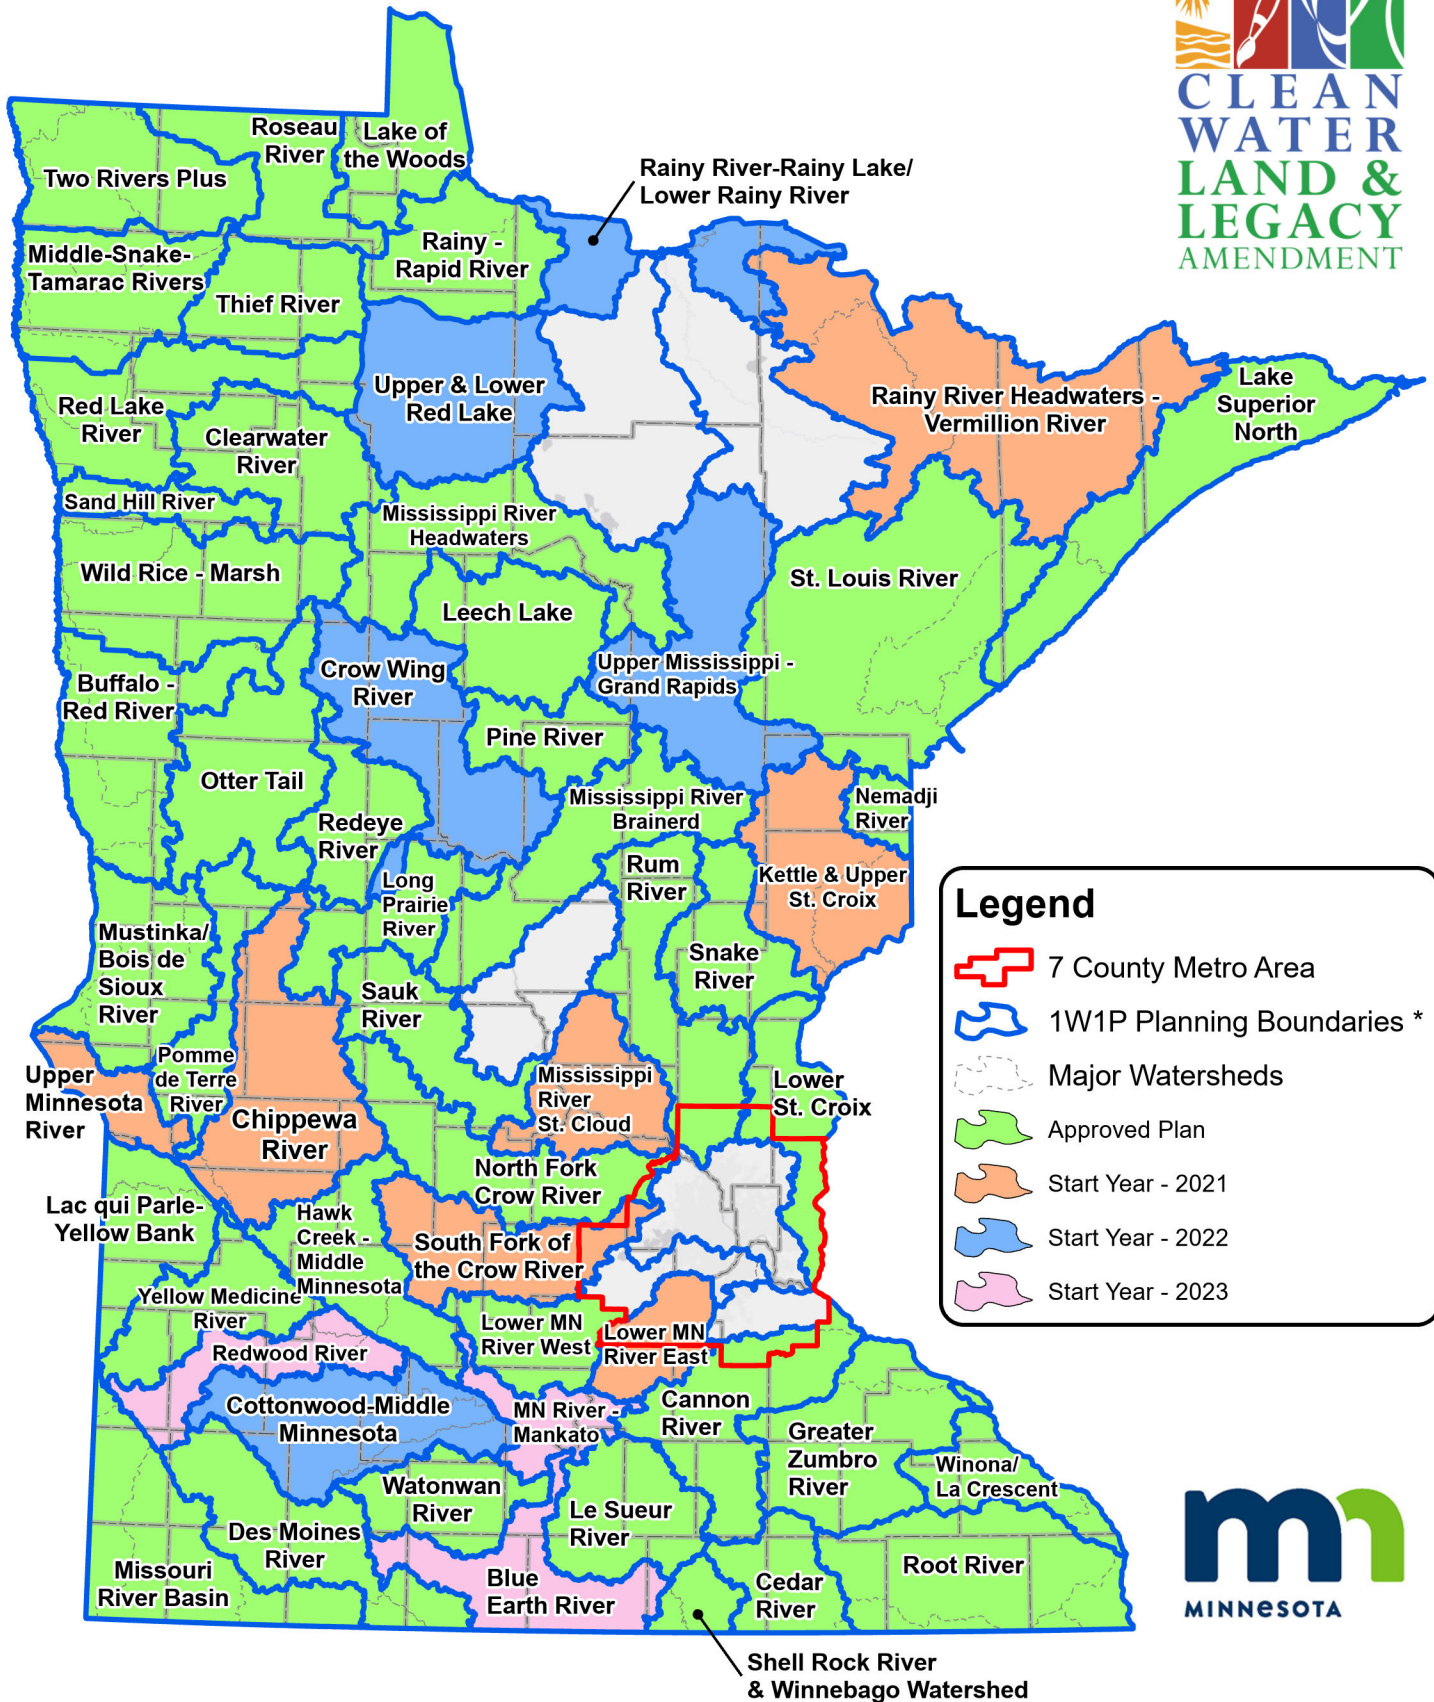 CLEAN
WATER
LAND &
LEGACY
AMENDMENT
Roseau
River
Lake of
the Woods
Two Rivers Plus
Rainy River-Rainy Lake/
Lower Rainy River
Rainy -
Rapid River
Middle-Snake-
Tamarac Rivers
Thief River
Upper & Lower
Red Lake
Rainy River Headwaters -
Vermillion River
Lake
Superior
North
Red Lake
River
Clearwater
River
Sand Hill River
Mississippi River
Headwaters
Wild Rice - Marsh
St. Louis River
Leech Lake
Crow Wing
River
Upper Mississippi -
Grand Rapids
Buffalo -
Red River
Pine River
Otter Tail
Mississippi River
Brainerd
Nemadji
River
Redeye
River
Rum
River
Kettle & Upper
St. Croix
Long
Prairie
River
Mustinka/
Bois de
Sioux
River
Snake
River
Sauk
River
Upper
Minnesota
River
Pomme
de Terre
River
Mississippi
River
St. Cloud
Lower
St. Croix
Chippewa
River
North Fork
Crow River
Lac qui Parle-
Yellow Bank
Hawk
Creek -
Middle
Minnesota
South Fork of
the Crow River
Yellow Medicine
River
Lower MN
River West
Lower MN
River East
Redwood River
Cottonwood-Middle
Minnesota
MN River -
Mankato
Cannon
River
Greater
Zumbro
River
Winona/
La Crescent
Watonwan
River
Le Sueur
River
Des Moines
River
Missouri
River Basin
Blue
Earth River
Cedar
River
Root River
Shell Rock River
& Winnebago Watershed
Legend
7 County Metro Area
1W1P Planning Boundaries *
Major Watersheds
Approved Plan
Start Year - 2021
Start Year - 2022
Start Year - 2023
mn
MINNESOTA